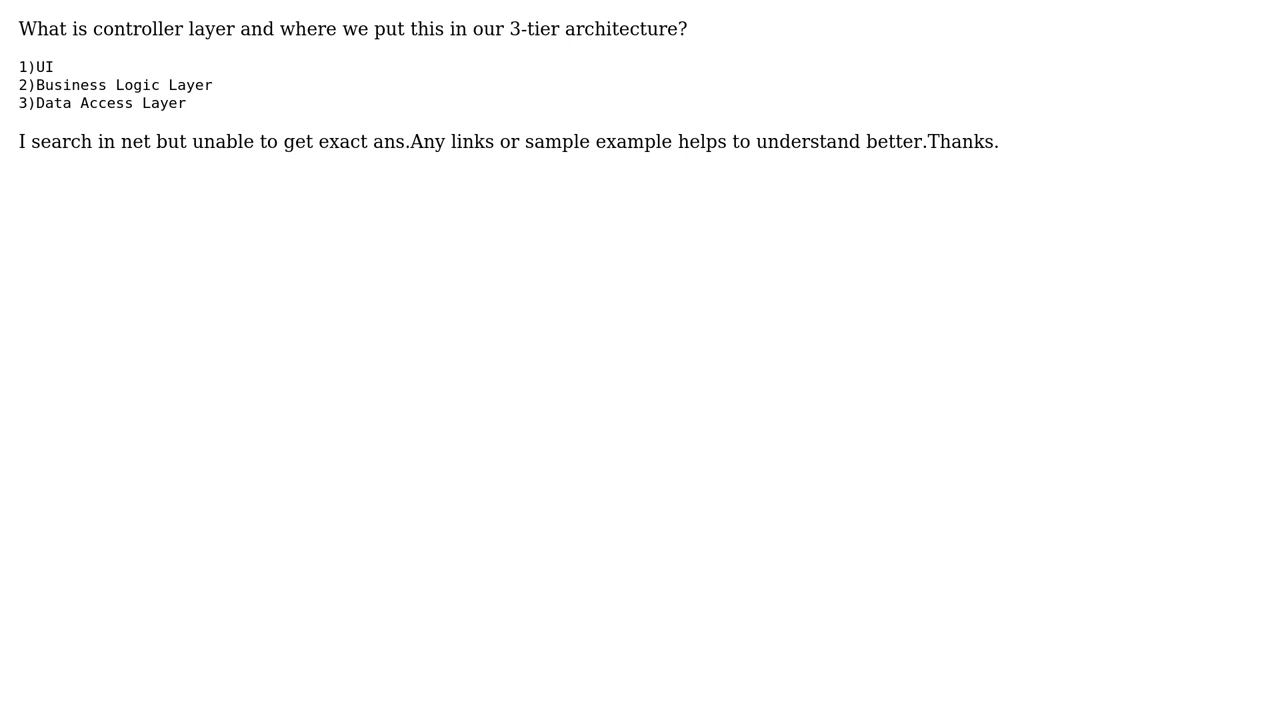 What is controller layer and where we put this in our 3-tier architecture?
1)UI
2)Business Logic Layer
3)Data Access Layer
I search in net but unable to get exact ans.Any links or sample example helps to understand better.Thanks.